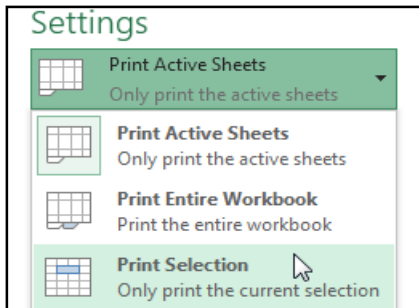 Settings
Print Active Sheets
Only print the active sheets
Print Active Sheets
Only print the active sheets
Print Entire Workbook
Print the entire workbook
Print Selection
Only print the current selection